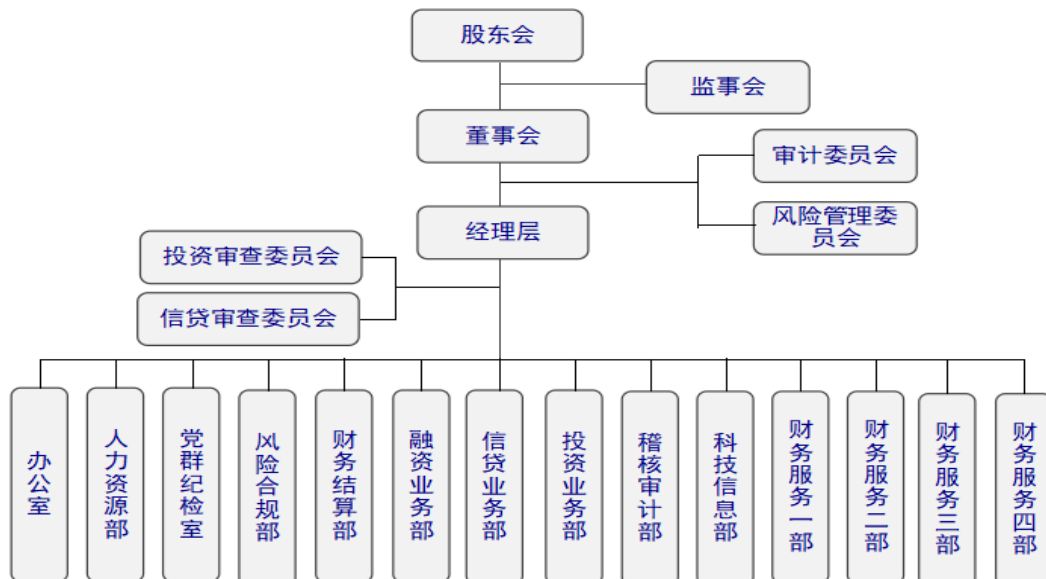 股东会
监事会
董事会
审计委员会
风险管理委
员会
经理层
投资审查委员会
信贷审查委员会
办公室
人力资源部
党群纪检室
风险合规部
财务结算部
融资业务部
信贷业务部
投资业务部
稽核审计部
科技信息部
财务服务一部
财务服务二部
财务服务三部
财务服务四部